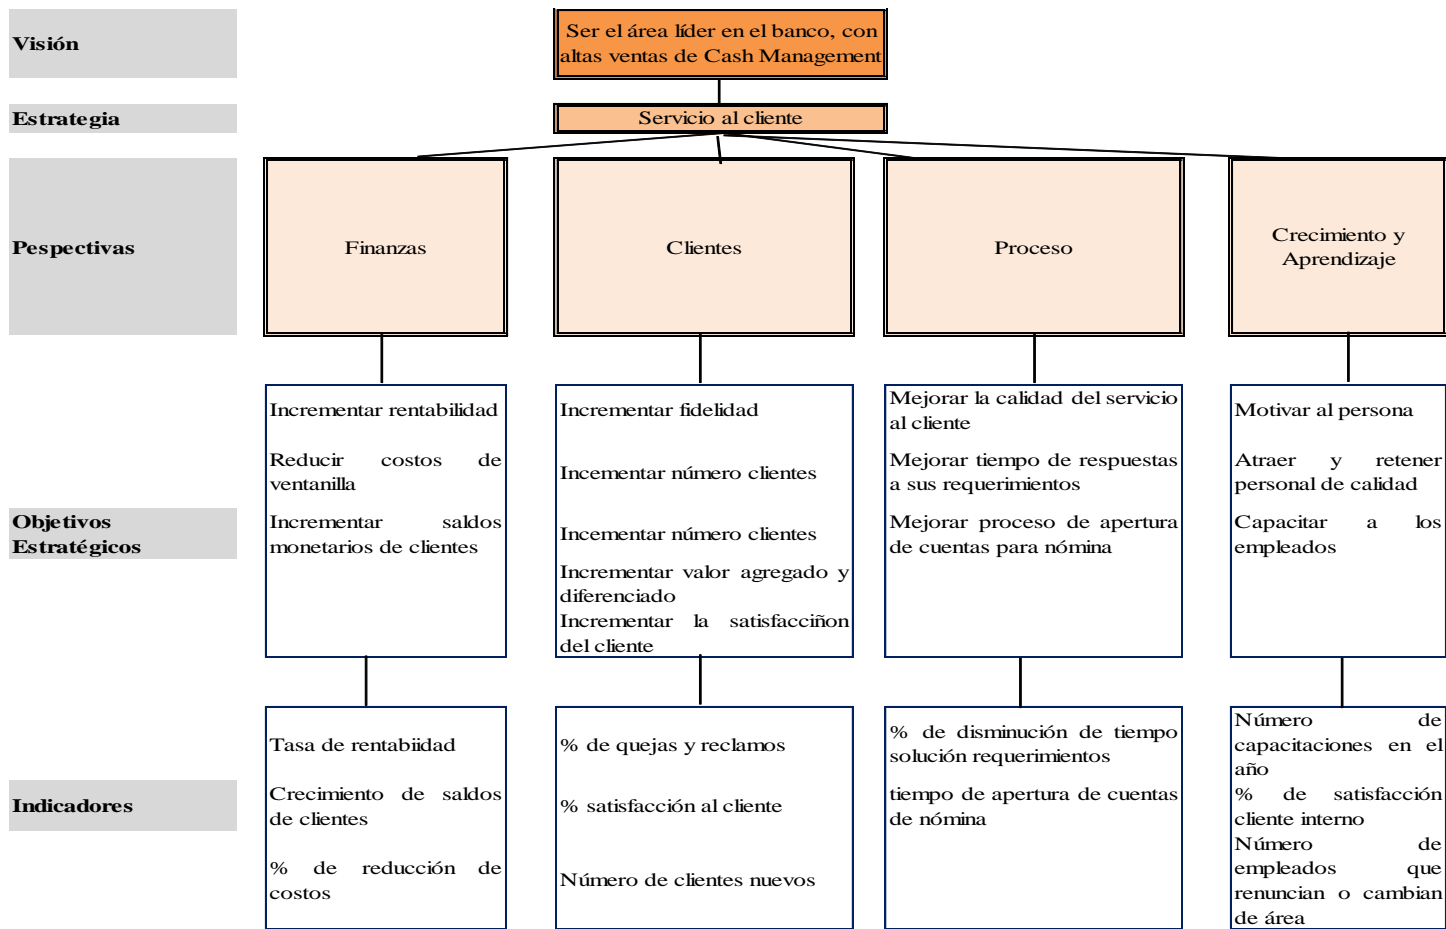 Visión
Ser el área líder en el banco, con
altas ventas de Cash Management
Estrategia
Servicio al cliente
Pespectivas
Finanzas
Clientes
Proceso
Crecimiento y
Aprendizaje
Objetivos
Estratégicos
Incrementar rentabilidad
Reducir costos de
ventanilla
Incrementar saldos
monetarios de clientes
Incrementar fidelidad
Incementar número clientes
Incementar número clientes
Incrementar valor agregado y
diferenciado
Incrementar la satisfacciñon
del cliente
Mejorar la calidad del servicio
al cliente
Mejorar tiempo de respuestas
a sus requerimientos
Mejorar proceso de apertura
de cuentas para nómina
Motivar al persona
Atraer y retener
personal de calidad
Capacitar a los
empleados
Indicadores
Tasa de rentabiidad
Crecimiento de saldos
de clientes
% de reducción de
costos
% de quejas y reclamos
% satisfacción al cliente
Número de clientes nuevos
% de disminución de tiempo
solución requerimientos
tiempo de apertura de cuentas
de nómina
Número de
capacitaciones en el
año
% de satisfacción
cliente interno
Número de
empleados que
renuncian o cambian
de área